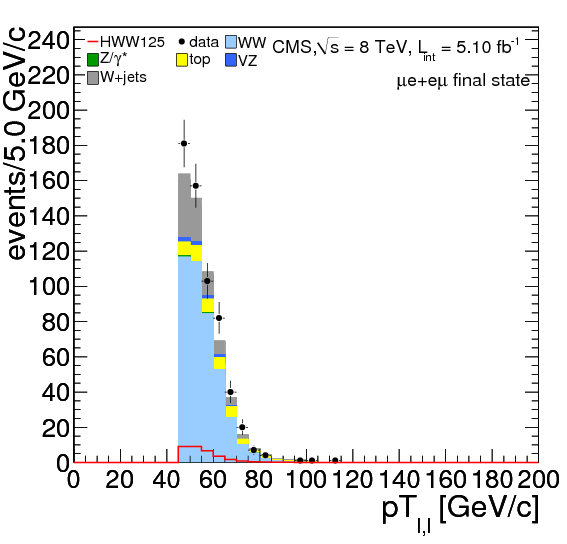 HWW125 data WW CMS,√s = 8 TeV, L_int = 5.10 fb⁻¹
Z/γ* top VZ
W+jets μe+eμ final state
events/5.0 GeV/c
240
220
200
180
160
140
120
100
80
60
40
20
0
0 20 40 60 80 100 120 140 160 180 200
pT_l,l [GeV/c]